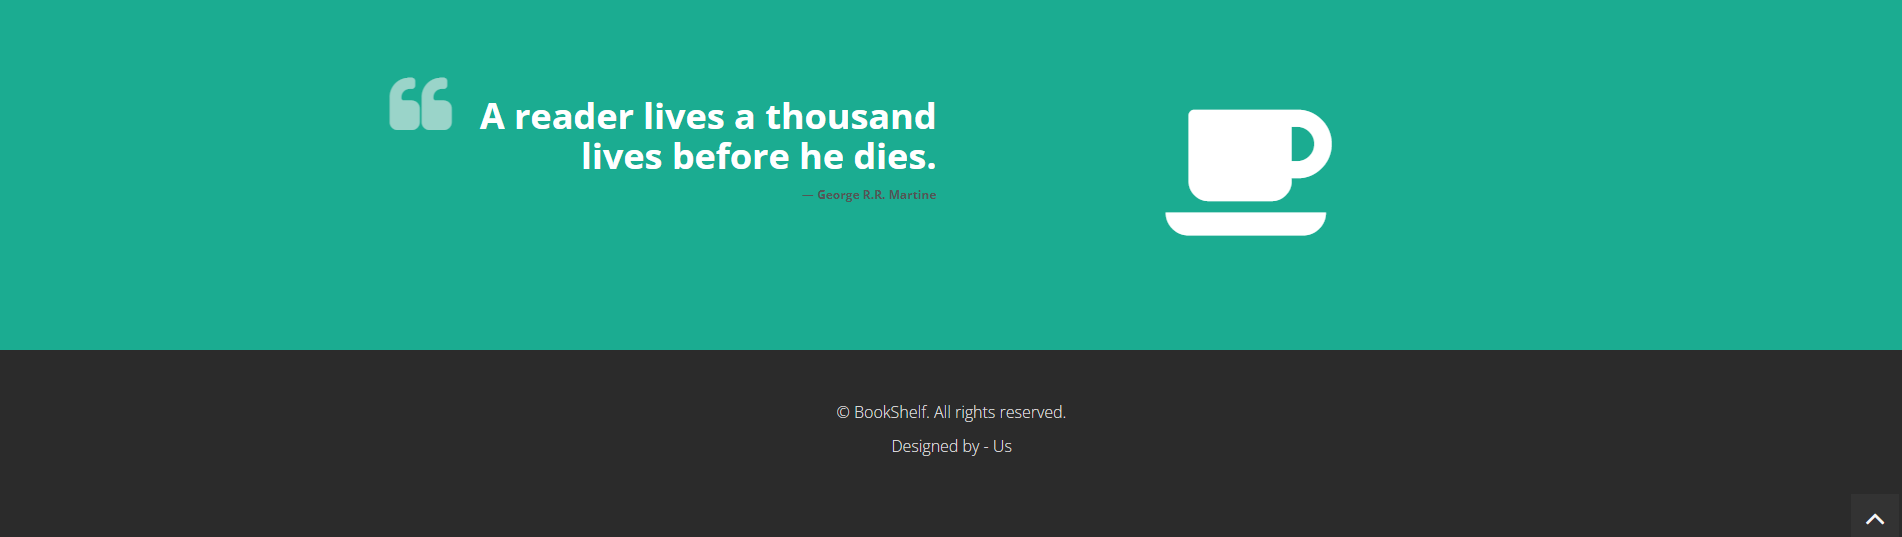 A reader lives a thousand
lives before he dies.
— George R.R. Martine
© BookShelf. All rights reserved.
Designed by - Us